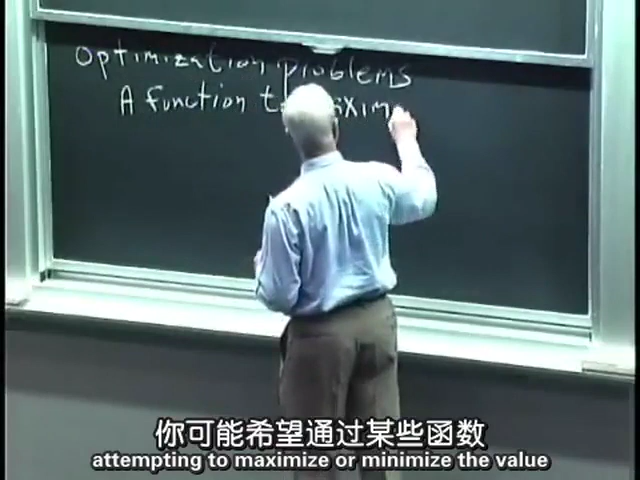 Optimization problems
A function
你可能希望通过某些函数
attempting to maximize or minimize the value